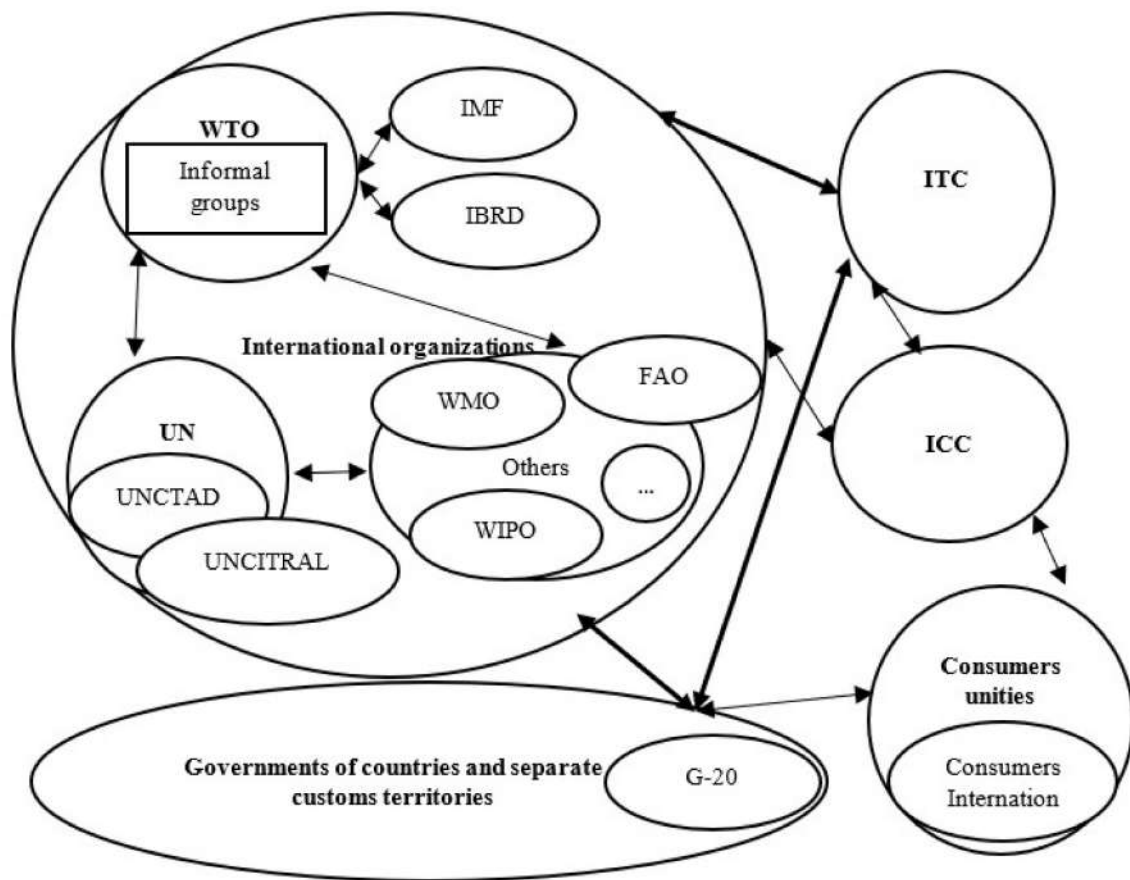 WTO
Informal
groups
IMF
IBRD
ITC
International organizations
FAO
WMO
UN
Others
...
ICC
UNCTAD
WIPO
UNCITRAL
Consumers
unities
Governments of countries and separate
customs territories
G-20
Consumers
Internation